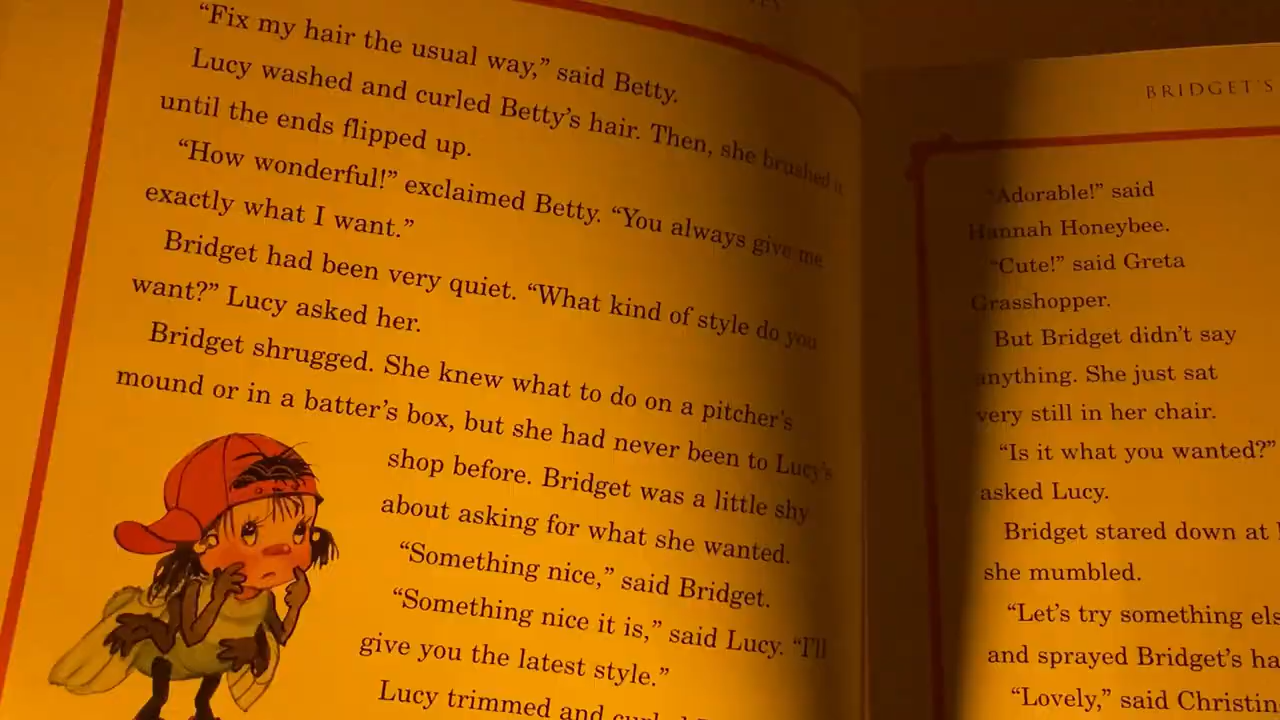 “Fix my hair the usual way,” said Betty.
Lucy washed and curled Betty’s hair. Then, she brushed it
until the ends flipped up.
“How wonderful!” exclaimed Betty. “You always give me
exactly what I want.”
Bridget had been very quiet. “What kind of style do you
want?” Lucy asked her.
Bridget shrugged. She knew what to do on a pitcher’s
mound or in a batter’s box, but she had never been to Lucy’s
shop before. Bridget was a little shy
about asking for what she wanted.
“Something nice,” said Bridget.
“Something nice it is,” said Lucy. “I’ll
give you the latest style.”
Lucy trimmed and
BRIDGET’S
“Adorable!” said
Hannah Honeybee.
“Cute!” said Greta
Grasshopper.
But Bridget didn’t say
anything. She just sat
very still in her chair.
“Is it what you wanted?”
asked Lucy.
Bridget stared down at
she mumbled.
“Let’s try something
and sprayed Bridget’s
“Lovely,” said